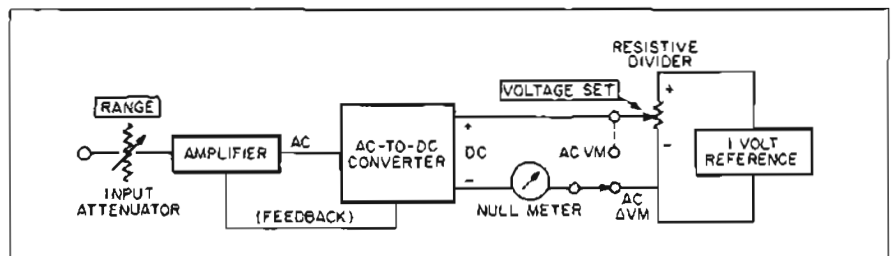 RESISTIVE
DIVIDER
VOLTAGE SET
RANGE
+
+
AMPLIFIER
AC
AC-TO-DC
CONVERTER
DC
AC VM
-
1 VOLT
REFERENCE
-
INPUT
ATTENUATOR
(FEEDBACK)
NULL METER
AC
ΔVM